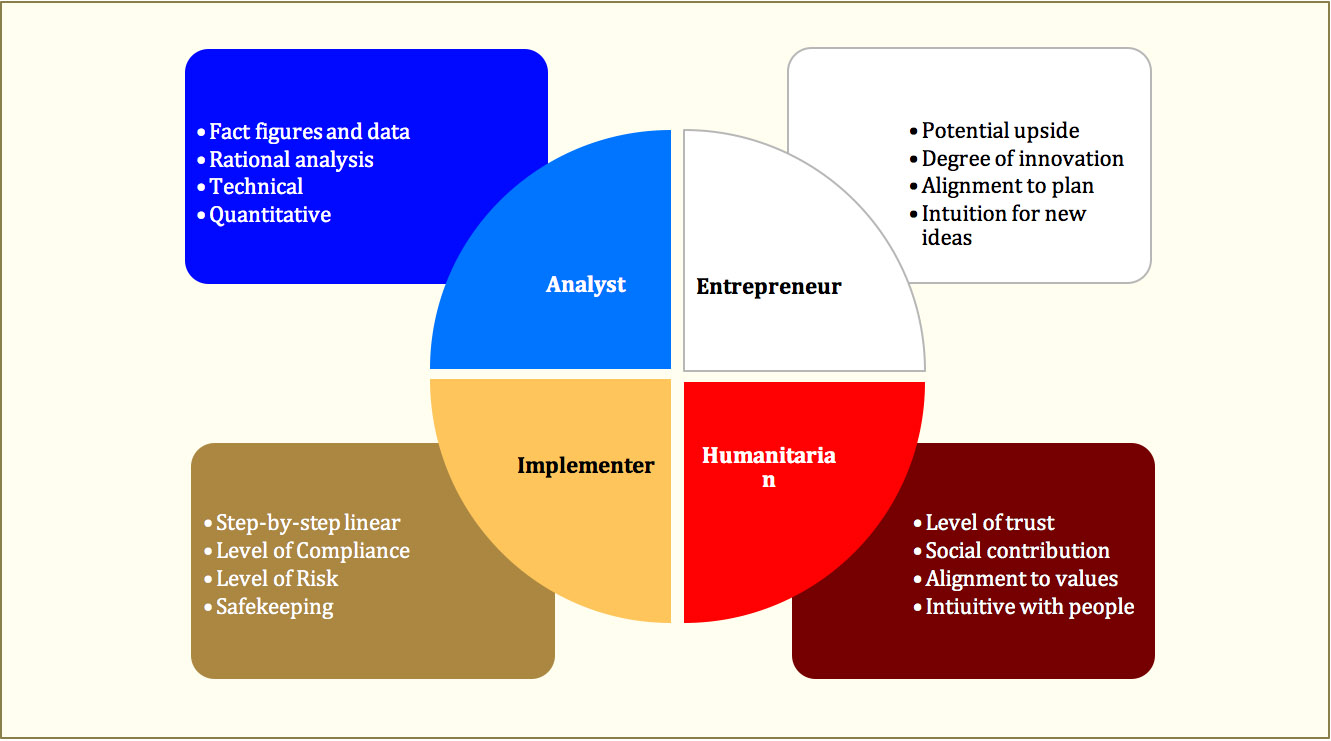 • Fact figures and data
• Rational analysis
• Technical
• Quantitative
• Potential upside
• Degree of innovation
• Alignment to plan
• Intuition for new
ideas
Analyst
Entrepreneur
Implementer
Humanitaria
n
• Step-by-step linear
• Level of Compliance
• Level of Risk
• Safekeeping
• Level of trust
• Social contribution
• Alignment to values
• Intiuitive with people